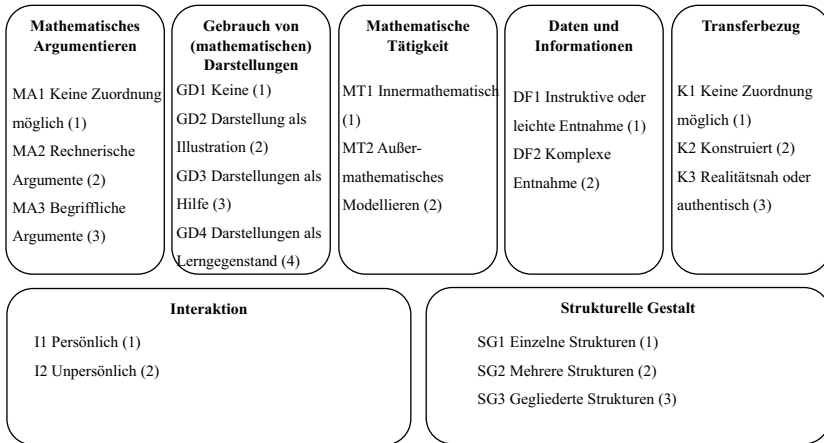 Mathematisches
Argumentieren
MA1 Keine Zuordnung
möglich (1)
MA2 Rechnerische
Argumente (2)
MA3 Begriffliche
Argumente (3)
Gebrauch von
(mathematischen)
Darstellungen
GD1 Keine (1)
GD2 Darstellung als
Illustration (2)
GD3 Darstellungen als
Hilfe (3)
GD4 Darstellungen als
Lerngegenstand (4)
Mathematische
Tätigkeit
MT1 Innermathematisch
(1)
MT2 Außer-
mathematisches
Modellieren (2)
Daten und
Informationen
DF1 Instruktive oder
leichte Entnahme (1)
DF2 Komplexe
Entnahme (2)
Transferbezug
K1 Keine Zuordnung
möglich (1)
K2 Konstruiert (2)
K3 Realitätsnah oder
authentisch (3)
Interaktion
I1 Persönlich (1)
I2 Unpersönlich (2)
Strukturelle Gestalt
SG1 Einzelne Strukturen (1)
SG2 Mehrere Strukturen (2)
SG3 Gegliederte Strukturen (3)